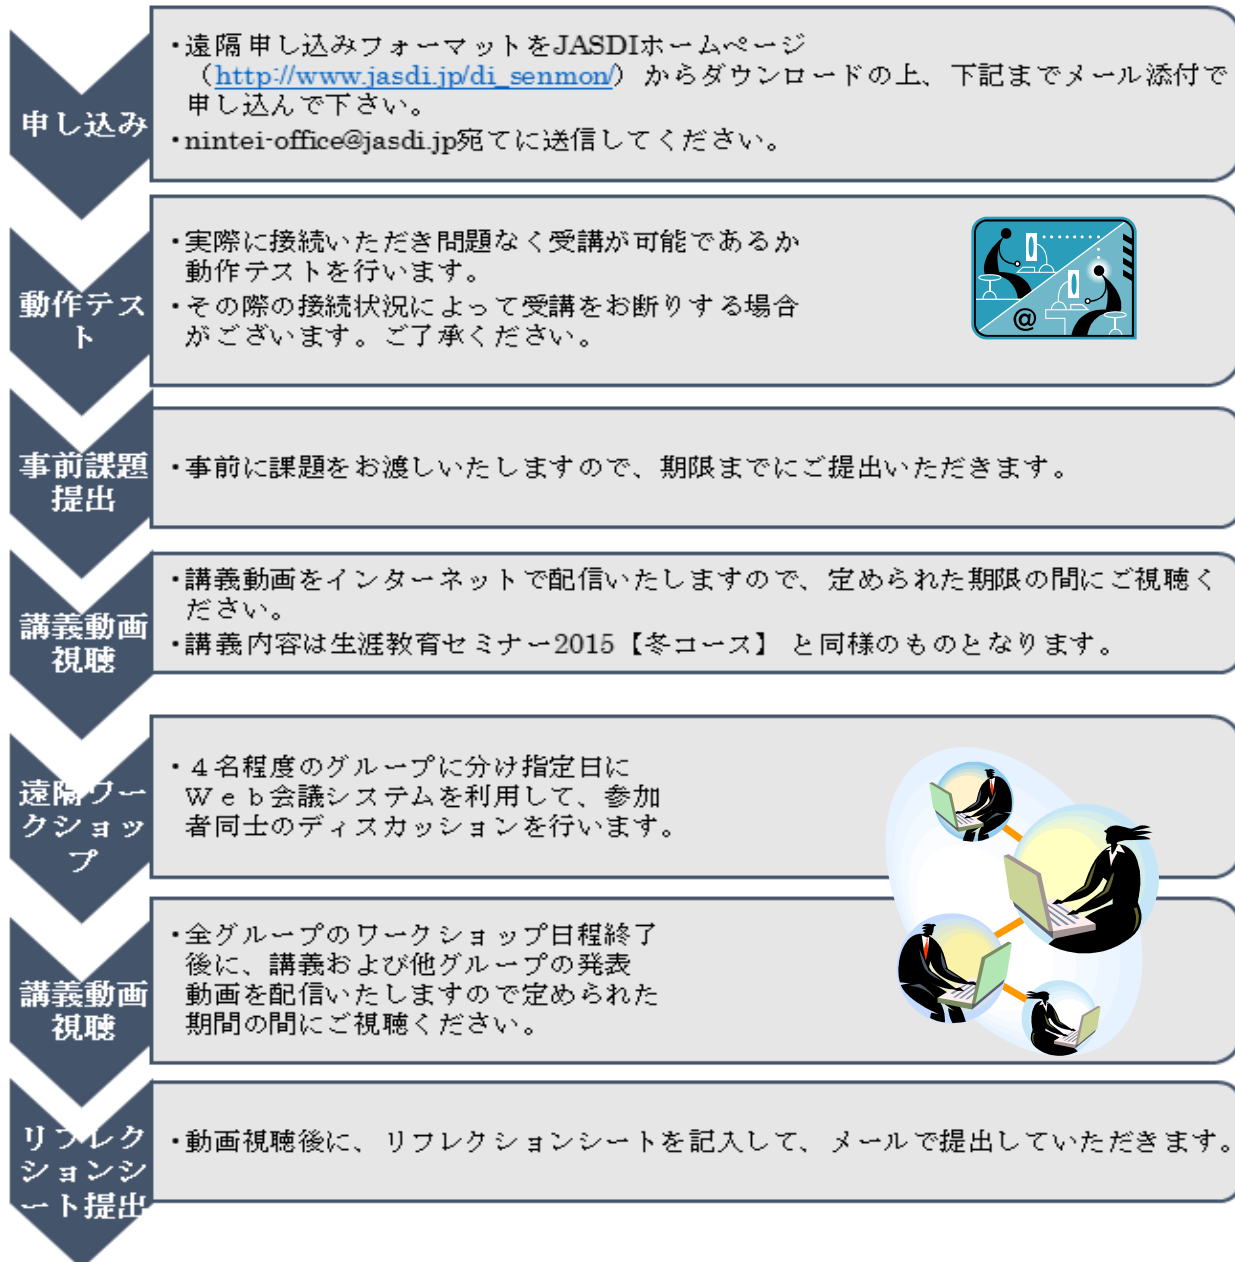 申し込み
・遠隔申し込みフォーマットをJASDIホームページ
（http://www.jasdi.jp/di_senmon/）からダウンロードの上、下記までメール添付で
申し込んで下さい。
・nintei-office@jasdi.jp宛てに送信してください。
動作テス
ト
・実際に接続いただき問題なく受講が可能であるか
動作テストを行います。
・その際の接続状況によって受講をお断りする場合
がございます。ご了承ください。
@
事前課題
提出
・事前に課題をお渡しいたしますので、期限までにご提出いただきます。
講義動画
視聴
・講義動画をインターネットで配信いたしますので、定められた期限の間にご視聴く
ださい。
・講義内容は生涯教育セミナー2015【冬コース】 と同様のものとなります。
遠隔ワー
クショッ
プ
・４名程度のグループに分け指定日に
Ｗｅｂ会議システムを利用して、参加
者同士のディスカッションを行います。
講義動画
視聴
・全グループのワークショップ日程終了
後に、講義および他グループの発表
動画を配信いたしますので定められた
期間の間にご視聴ください。
リフレク
ションシ
ート提出
・動画視聴後に、リフレクションシートを記入して、メールで提出していただきます。